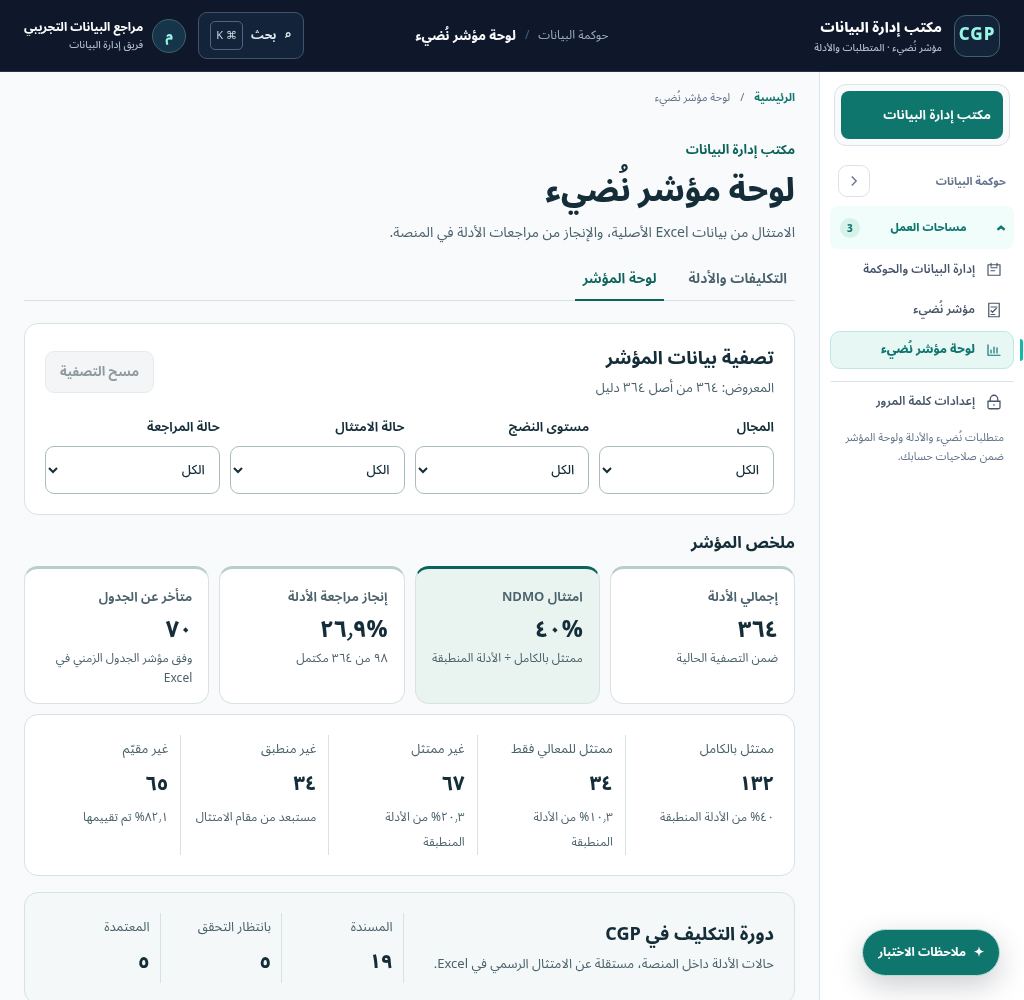 CGP
مكتب إدارة البيانات
مؤشر نُضيء · المتطلبات والأدلة
حوكمة البيانات / لوحة مؤشر نُضيء
بحث ⌘ K
م
مراجع البيانات التجريبي
فريق إدارة البيانات
مكتب إدارة البيانات
حوكمة البيانات
مساحات العمل 3
إدارة البيانات والحوكمة
مؤشر نُضيء
لوحة مؤشر نُضيء
إعدادات كلمة المرور
متطلبات نُضيء والأدلة ولوحة المؤشر
ضمن صلاحيات حسابك.
✦ ملاحظات الاختبار
الرئيسية / لوحة مؤشر نُضيء
مكتب إدارة البيانات
لوحة مؤشر نُضيء
الامتثال من بيانات Excel الأصلية، والإنجاز من مراجعات الأدلة في المنصة.
التكليفات والأدلة
لوحة المؤشر
تصفية بيانات المؤشر
المعروض: ٣٦٤ من أصل ٣٦٤ دليل
مسح التصفية
المجال
الكل
مستوى النضج
الكل
حالة الامتثال
الكل
حالة المراجعة
الكل
ملخص المؤشر
إجمالي الأدلة
٣٦٤
ضمن التصفية الحالية
امتثال NDMO
٤٠%
ممتثل بالكامل ÷ الأدلة المنطبقة
إنجاز مراجعة الأدلة
٢٦,٩%
٩٨ من ٣٦٤ مكتمل
متأخر عن الجدول
٧٠
وفق مؤشر الجدول الزمني في
Excel
ممتثل بالكامل
١٣٢
٤٠% من الأدلة المنطبقة
ممتثل للمعالي فقط
٣٤
١٠,٣% من الأدلة
المنطبقة
غير ممتثل
٦٧
٢٠,٣% من الأدلة
المنطبقة
غير منطبق
٣٤
مستبعد من مقام الامتثال
غير مقيّم
٦٥
٨٢,١% تم تقييمها
دورة التكليف في CGP
حالات الأدلة داخل المنصة، مستقلة عن الامتثال الرسمي في Excel.
المسندة
١٩
بانتظار التحقق
٥
المعتمدة
٥